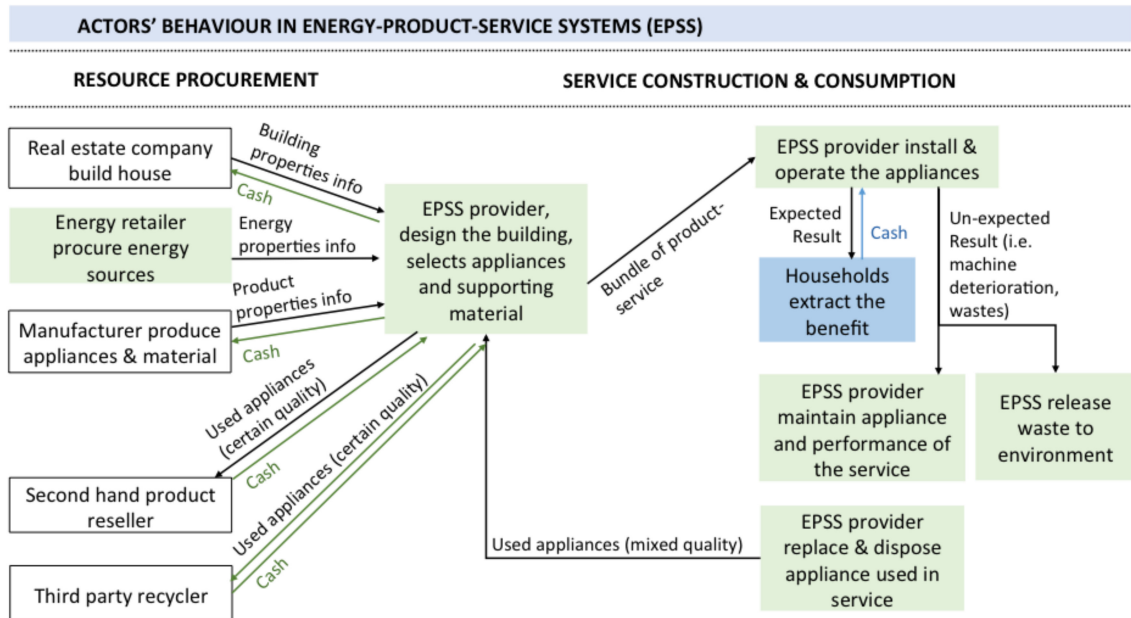 ACTORS' BEHAVIOUR IN ENERGY-PRODUCT-SERVICE SYSTEMS (EPSS)
RESOURCE PROCUREMENT
SERVICE CONSTRUCTION & CONSUMPTION
Real estate company
build house
Building
properties info
Cash
Energy retailer
procure energy
sources
Energy
properties info
Manufacturer produce
appliances & material
Product
properties info
Cash
EPSS provider,
design the building,
selects appliances
and supporting
material
Used appliances
(certain quality)
Cash
Second hand product
reseller
Used appliances (certain quality)
Cash
Third party recycler
Bundle of product-
service
EPSS provider install &
operate the appliances
Expected
Result
Cash
Households
extract the
benefit
Un-expected
Result (i.e.
machine
deterioration,
wastes)
EPSS provider
maintain appliance
and performance of
the service
EPSS release
waste to
environment
Used appliances (mixed quality)
EPSS provider
replace & dispose
appliance used in
service